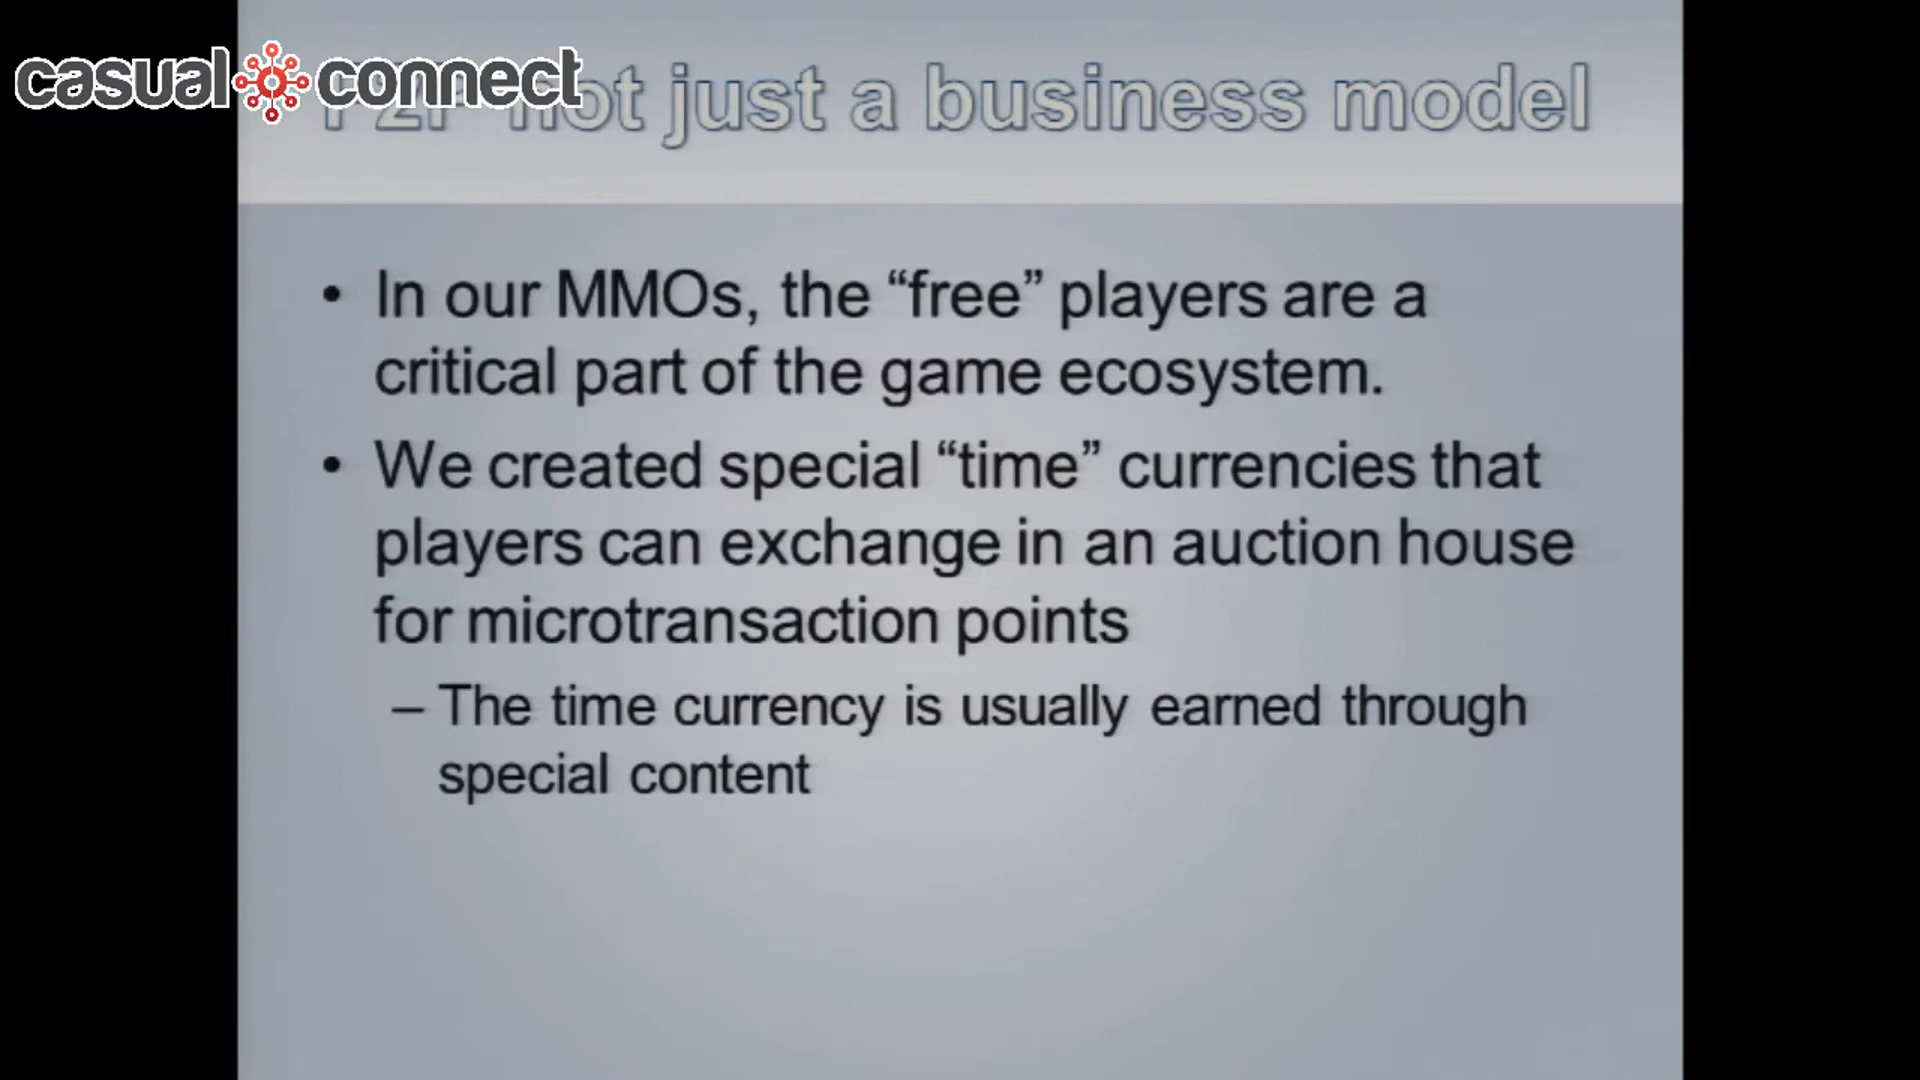 casual connect
F2P not just a business model
• In our MMOs, the “free” players are a
critical part of the game ecosystem.
• We created special “time” currencies that
players can exchange in an auction house
for microtransaction points
– The time currency is usually earned through
special content